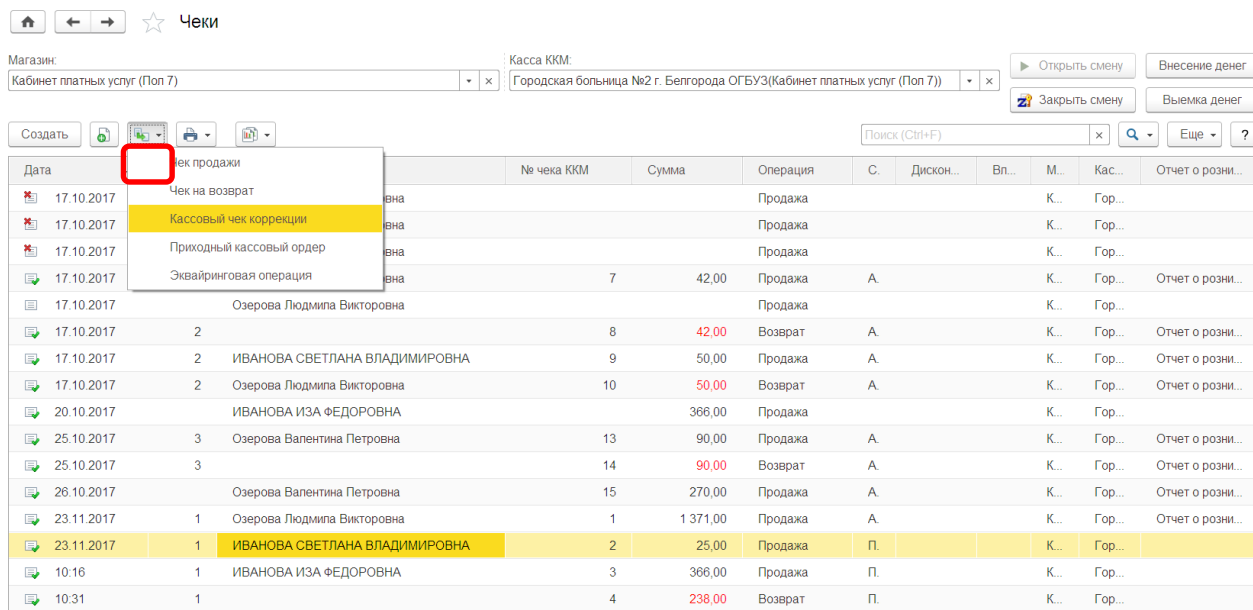 Чеки
Магазин: Касса ККМ:
Кабинет платных услуг (Поп 7) Городская больница №2 г. Белгорода ОГБУЗ(Кабинет платных услуг (Поп 7)) Открыть смену Внесение денег
Закрыть смену Выемка денег
Создать Поиск (Ctrl+F) Еще ?
Дата № чека ККМ Сумма Операция С. Дискон... Вп... М... Кас... Отчет о розни...
Чек продажи
Чек на возврат
Кассовый чек коррекции
Приходный кассовый ордер
Эквайринговая операция
17.10.2017 вна Продажа К... Гор...
17.10.2017 вна Продажа К... Гор...
17.10.2017 вна Продажа К... Гор...
17.10.2017 вна 7 42,00 Продажа А. К... Гор... Отчет о розни...
17.10.2017 Озерова Людмила Викторовна Продажа К... Гор...
17.10.2017 2 8 42,00 Возврат А. К... Гор... Отчет о розни...
17.10.2017 2 ИВАНОВА СВЕТЛАНА ВЛАДИМИРОВНА 9 50,00 Продажа А. К... Гор... Отчет о розни...
17.10.2017 2 Озерова Людмила Викторовна 10 50,00 Возврат А. К... Гор... Отчет о розни...
20.10.2017 ИВАНОВА ИЗА ФЕДОРОВНА 366,00 Продажа К... Гор...
25.10.2017 3 Озерова Валентина Петровна 13 90,00 Продажа А. К... Гор... Отчет о розни...
25.10.2017 3 14 90,00 Возврат А. К... Гор... Отчет о розни...
26.10.2017 Озерова Валентина Петровна 15 270,00 Продажа А. К... Гор... Отчет о розни...
23.11.2017 1 Озерова Людмила Викторовна 1 1 371,00 Продажа А. К... Гор... Отчет о розни...
23.11.2017 1 ИВАНОВА СВЕТЛАНА ВЛАДИМИРОВНА 2 25,00 Продажа П. К... Гор...
10:16 1 ИВАНОВА ИЗА ФЕДОРОВНА 3 366,00 Продажа П. К... Гор...
10:31 1 4 238,00 Возврат П. К... Гор...